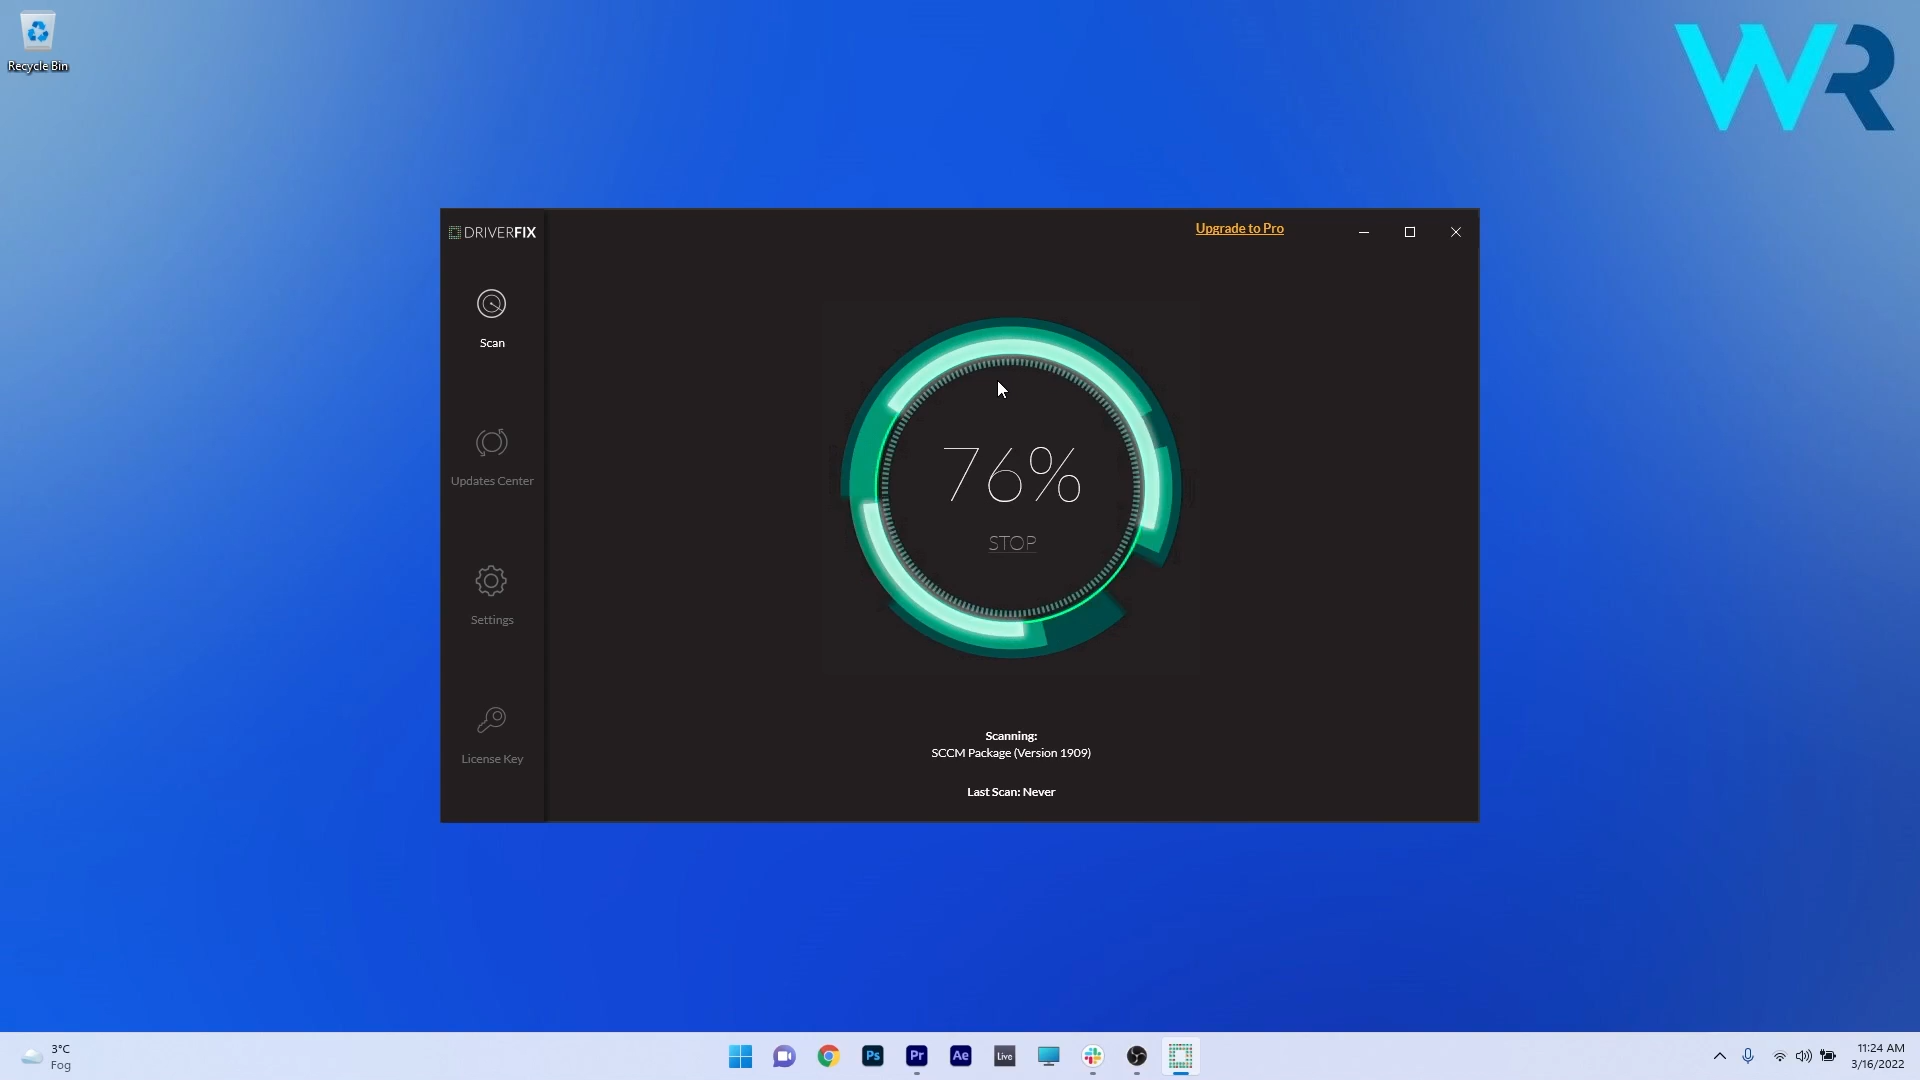 Recycle Bin
WR
DRIVERFIX
Upgrade to Pro
Scan
Updates Center
Settings
License Key
76%
STOP
Scanning:
SCCM Package (Version 1909)
Last Scan: Never
3°C
Fog
Ps
Pr
Ae
Live
11:24 AM
3/16/2022